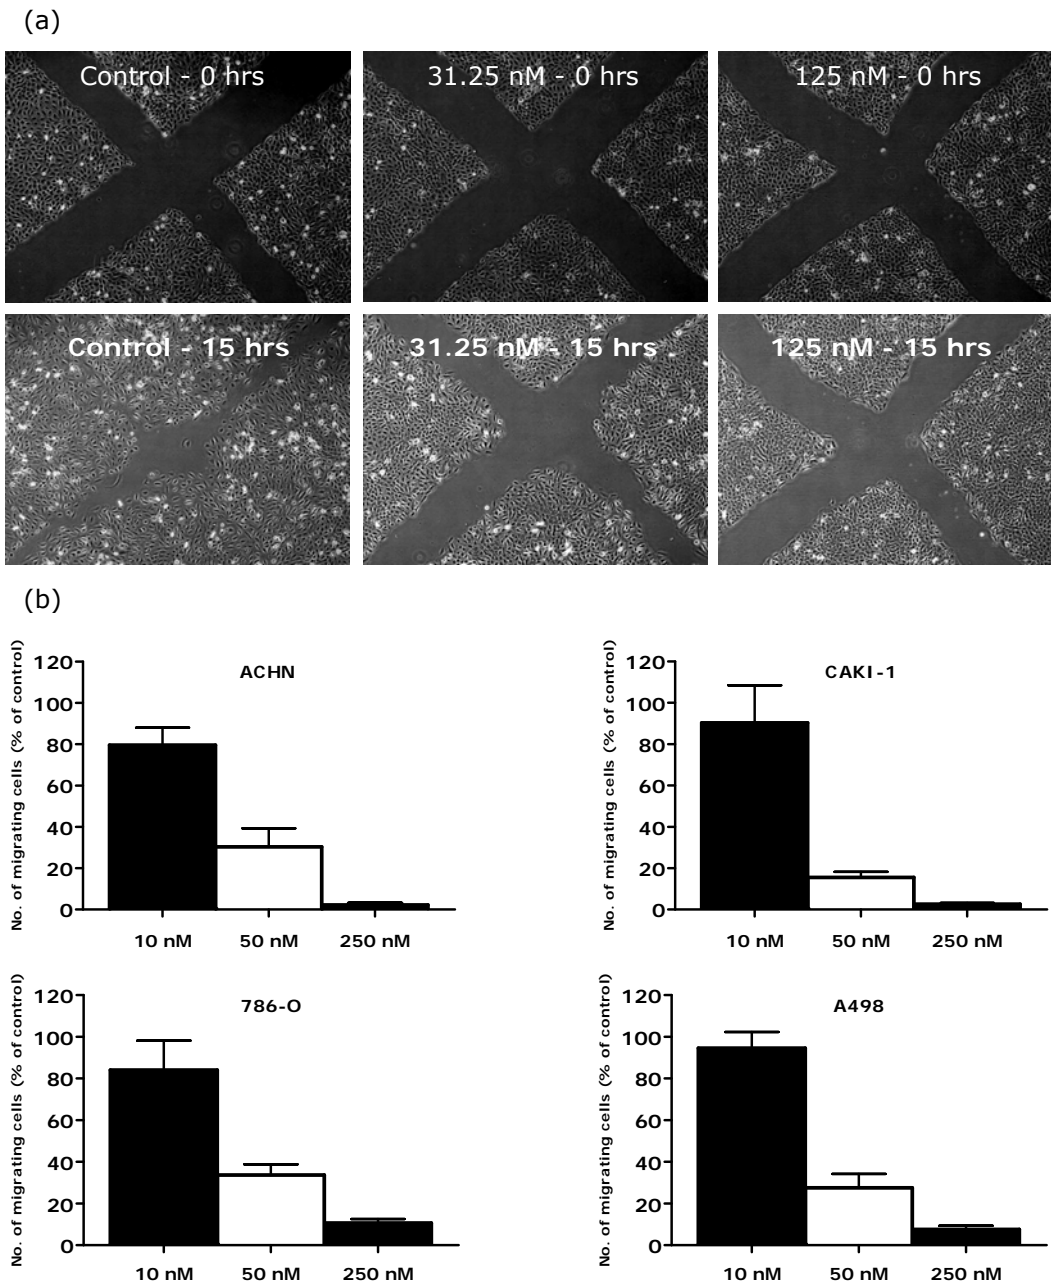 (a)
Control - 0 hrs
31.25 nM - 0 hrs
125 nM - 0 hrs
Control - 15 hrs
31.25 nM - 15 hrs
125 nM - 15 hrs
(b)
No. of migrating cells (% of control)
120
100
80
60
40
20
0
ACHN
10 nM 50 nM 250 nM
No. of migrating cells (% of control)
120
100
80
60
40
20
0
CAKI-1
10 nM 50 nM 250 nM
No. of migrating cells (% of control)
120
100
80
60
40
20
0
786-O
10 nM 50 nM 250 nM
No. of migrating cells (% of control)
120
100
80
60
40
20
0
A498
10 nM 50 nM 250 nM